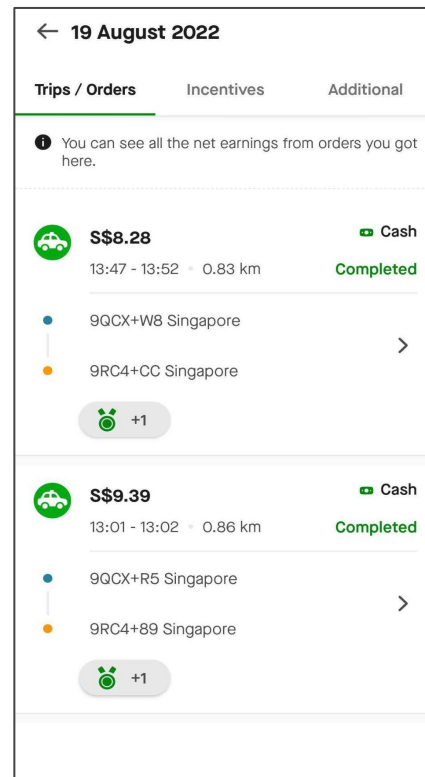 19 August 2022
Trips / Orders Incentives Additional
You can see all the net earnings from orders you got
here.
S$8.28 Cash
13:47 - 13:52 • 0.83 km Completed
9QCX+W8 Singapore
9RC4+CC Singapore
+1
S$9.39 Cash
13:01 - 13:02 • 0.86 km Completed
9QCX+R5 Singapore
9RC4+89 Singapore
+1